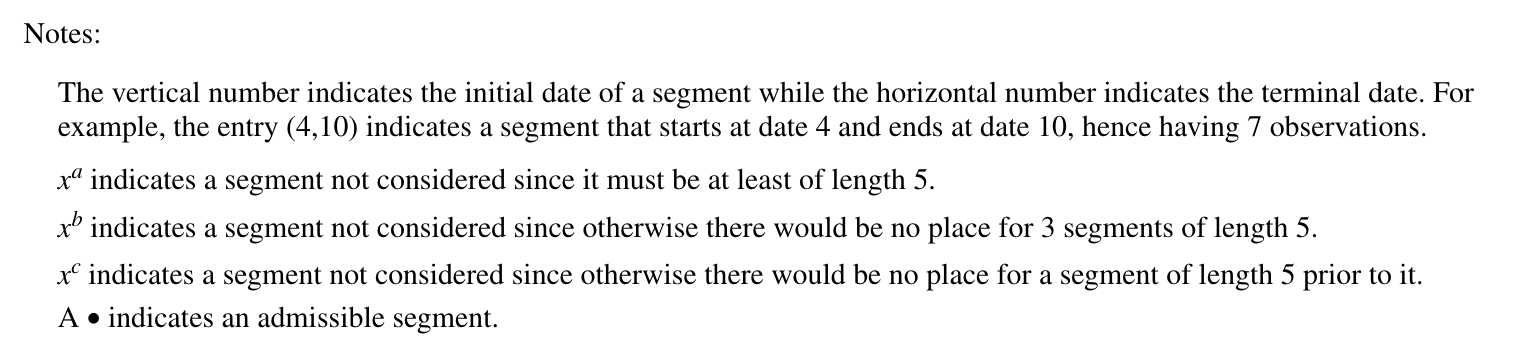 Notes:
The vertical number indicates the initial date of a segment while the horizontal number indicates the terminal date. For
example, the entry (4,10) indicates a segment that starts at date 4 and ends at date 10, hence having 7 observations.
x^a indicates a segment not considered since it must be at least of length 5.
x^b indicates a segment not considered since otherwise there would be no place for 3 segments of length 5.
x^c indicates a segment not considered since otherwise there would be no place for a segment of length 5 prior to it.
A • indicates an admissible segment.